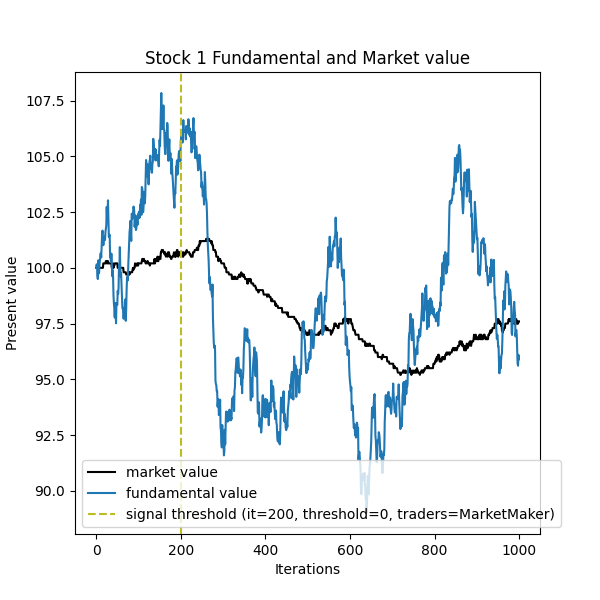 Stock 1 Fundamental and Market value
Present value
107.5
105.0
102.5
100.0
97.5
95.0
92.5
90.0
market value
fundamental value
signal threshold (it=200, threshold=0, traders=MarketMaker)
0 200 400 600 800 1000
Iterations